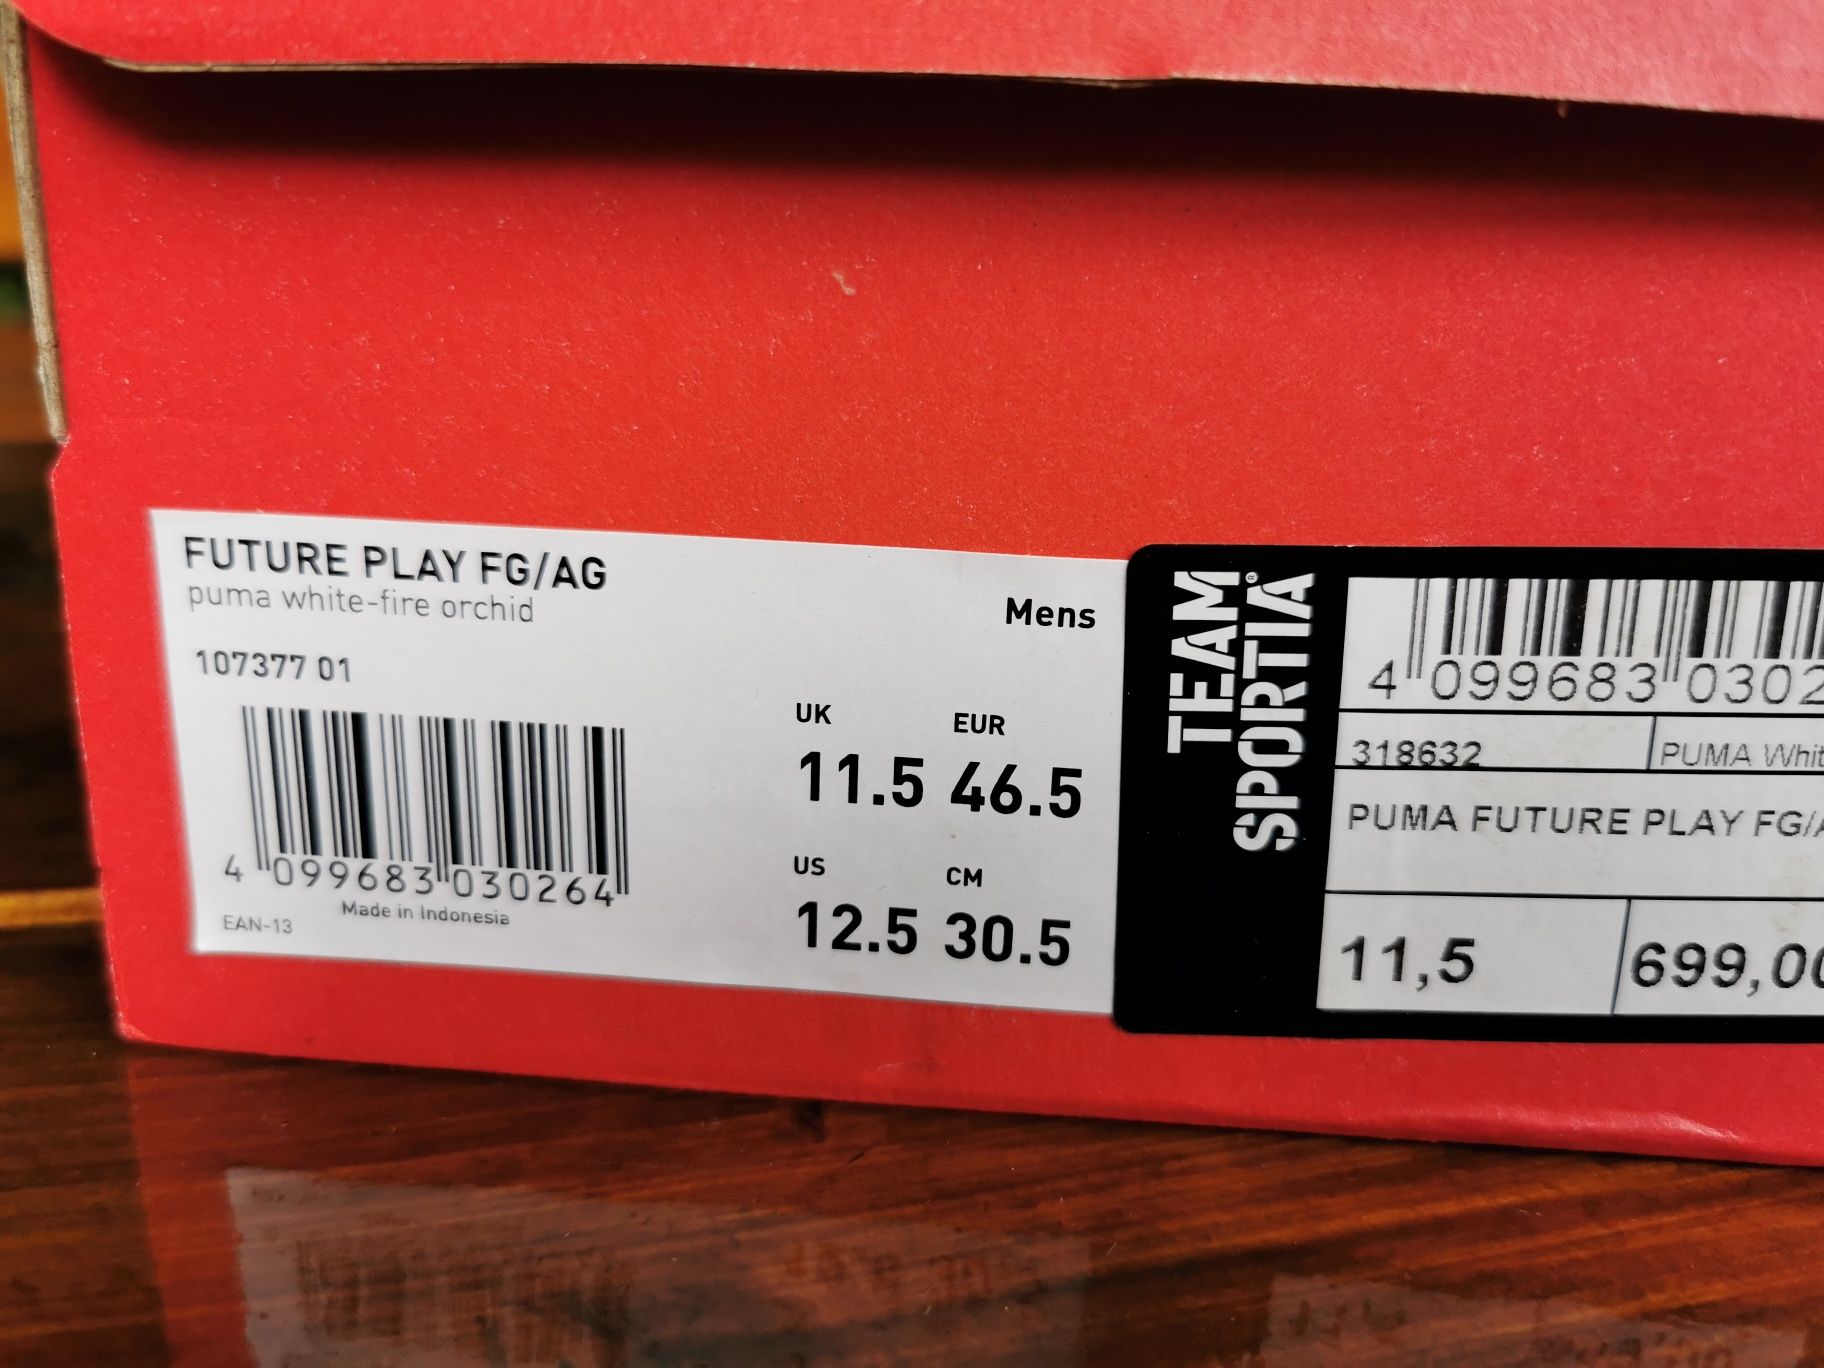 FUTURE PLAY FG/AG
puma white-fire orchid
Mens
107377 01
4 099683 030264
EAN-13
Made in Indonesia
UK
11.5
EUR
46.5
US
12.5
CM
30.5
TEAM
SPORTIA®
4 099683 0302
318632
PUMA Whit
PUMA FUTURE PLAY FG/A
11,5
699,00